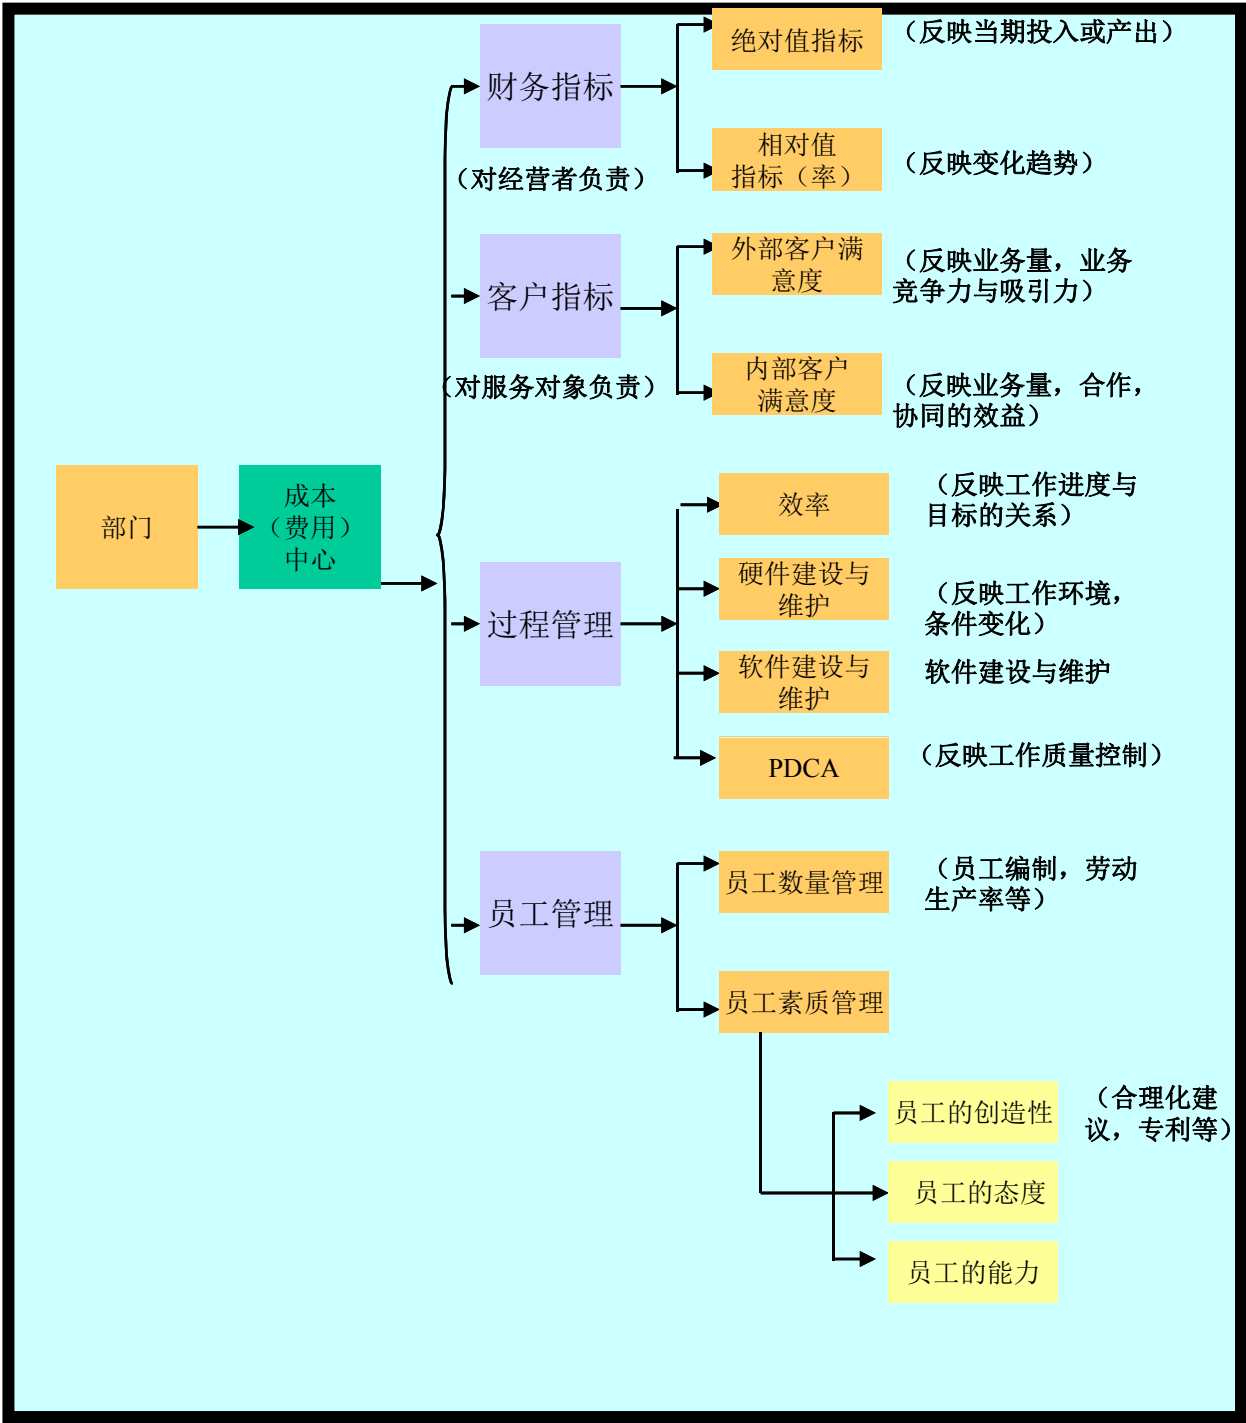 部门
成本
（费用）
中心
财务指标
（对经营者负责）
绝对值指标
（反映当期投入或产出）
相对值
指标（率）
（反映变化趋势）
客户指标
（对服务对象负责）
外部客户满
意度
（反映业务量，业务
竞争力与吸引力）
内部客户
满意度
（反映业务量，合作，
协同的效益）
过程管理
效率
（反映工作进度与
目标的关系）
硬件建设与
维护
（反映工作环境，
条件变化）
软件建设与
维护
软件建设与维护
PDCA
（反映工作质量控制）
员工管理
员工数量管理
（员工编制，劳动
生产率等）
员工素质管理
员工的创造性
（合理化建
议，专利等）
员工的态度
员工的能力